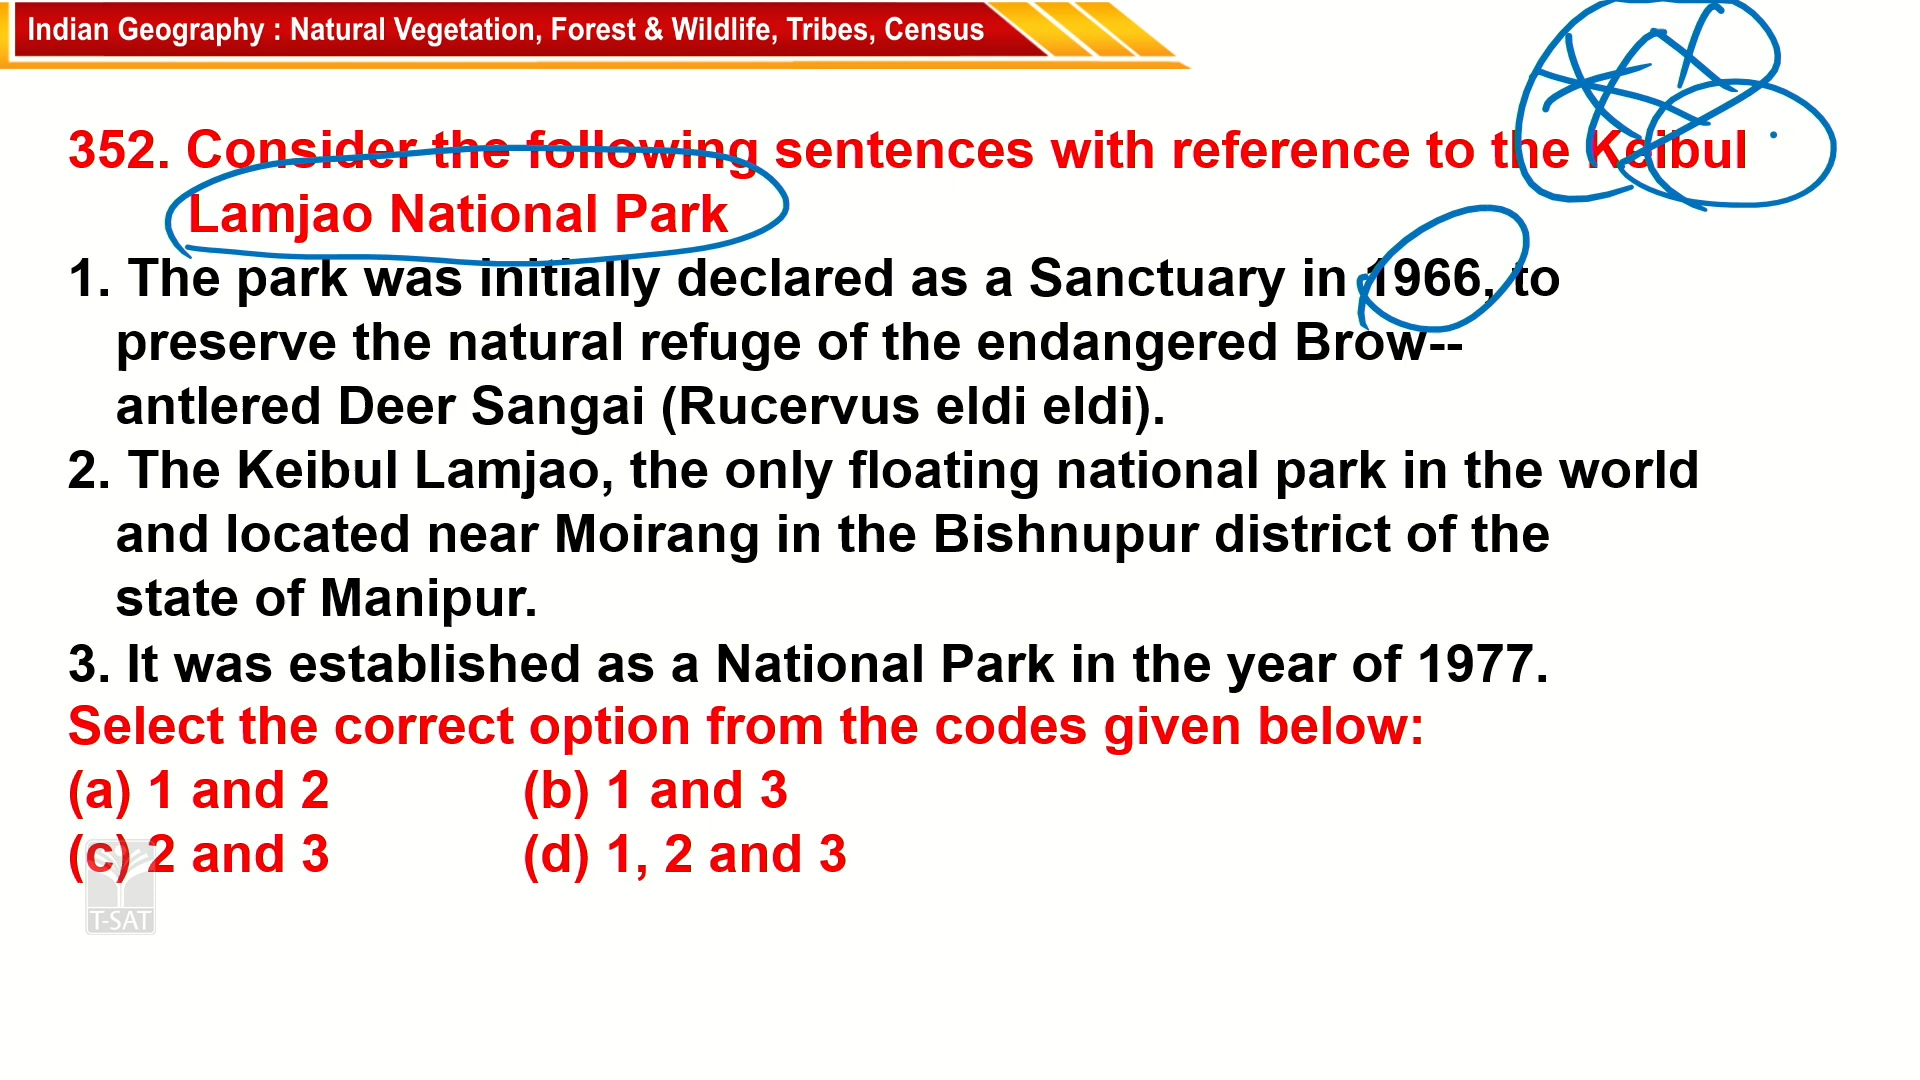 Indian Geography : Natural Vegetation, Forest & Wildlife, Tribes, Census
352. Consider the following sentences with reference to the Keibul
Lamjao National Park
1. The park was initially declared as a Sanctuary in 1966, to
preserve the natural refuge of the endangered Brow--
antlered Deer Sangai (Rucervus eldi eldi).
2. The Keibul Lamjao, the only floating national park in the world
and located near Moirang in the Bishnupur district of the
state of Manipur.
3. It was established as a National Park in the year of 1977.
Select the correct option from the codes given below:
(a) 1 and 2 (b) 1 and 3
(c) 2 and 3 (d) 1, 2 and 3
T-SAT